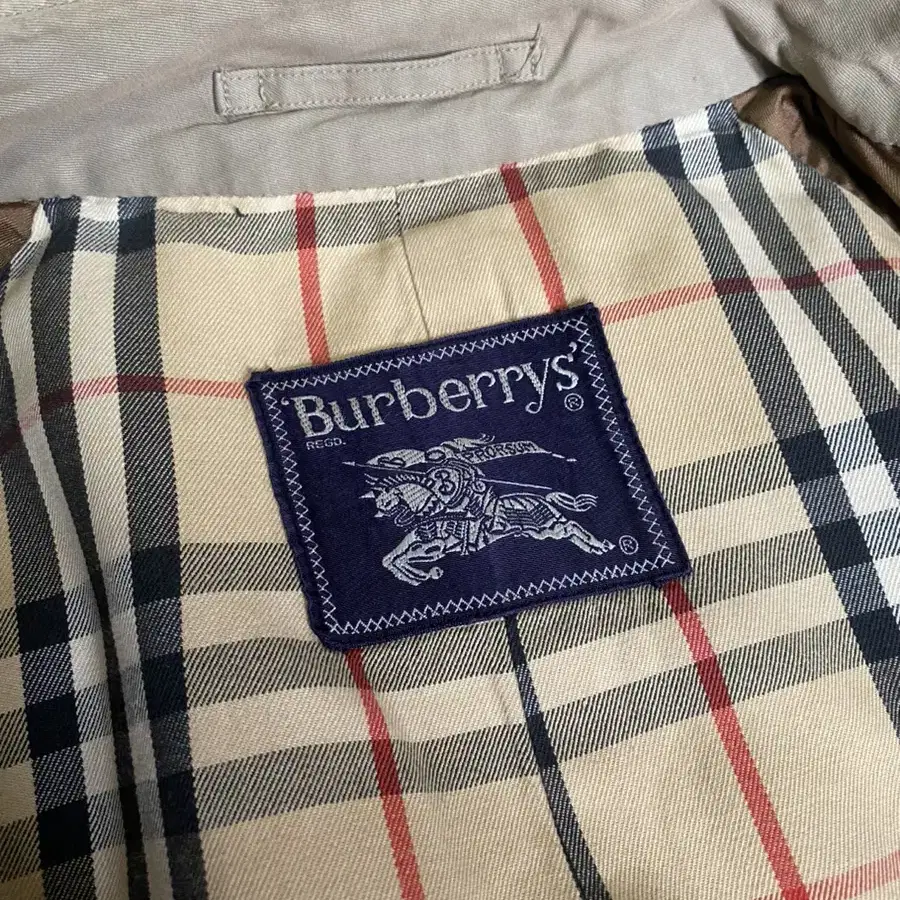 'Burberrys' ®
REGD.
PRORSUM
®